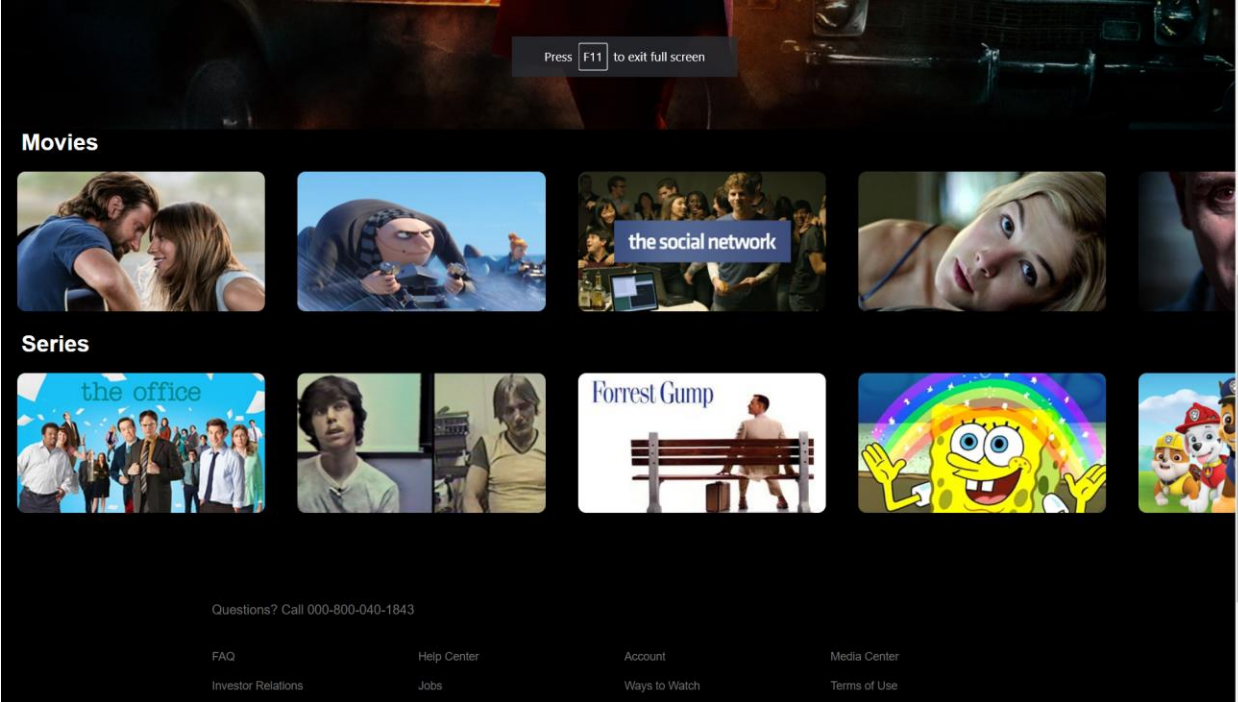 Press F11 to exit full screen
Movies
the social network
Series
the office
Forrest Gump
Questions? Call 000-800-040-1843
FAQ Help Center Account Media Center
Investor Relations Jobs Ways to Watch Terms of Use